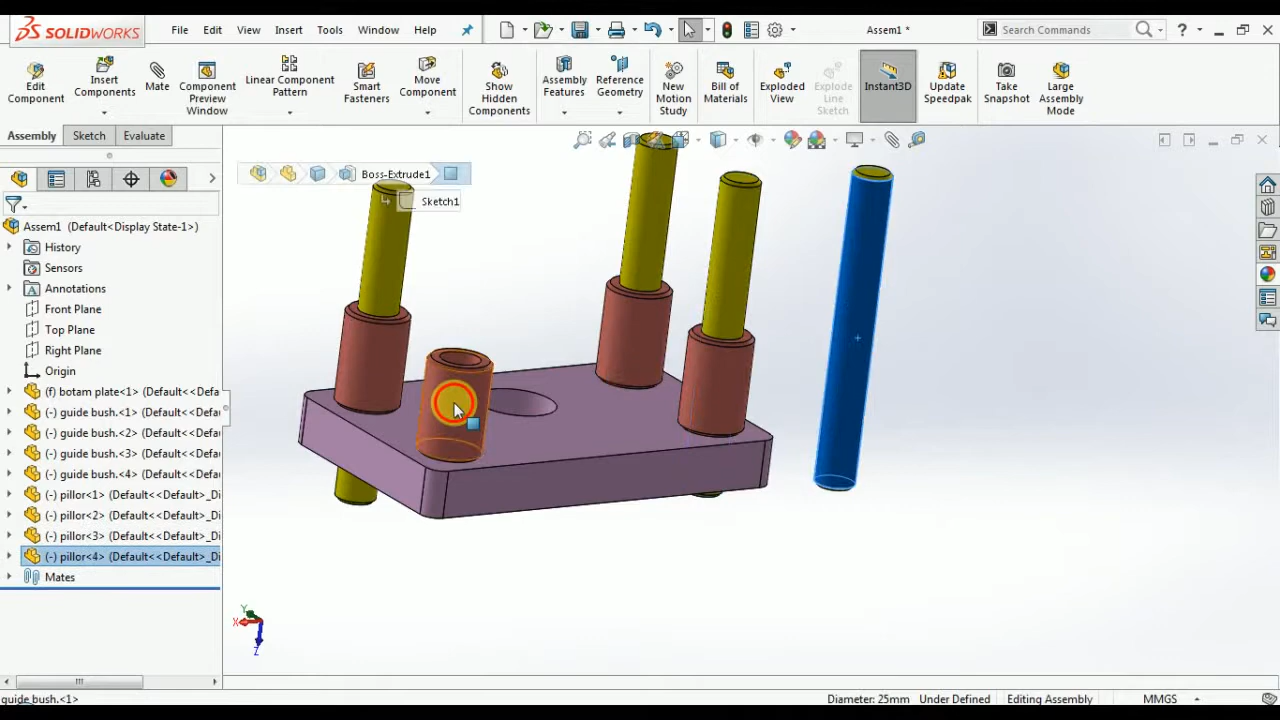 SOLIDWORKS
File Edit View Insert Tools Window Help
Assem1 *
Search Commands
Edit Component
Insert Components
Mate
Component Preview Window
Linear Component Pattern
Smart Fasteners
Move Component
Show Hidden Components
Assembly Features
Reference Geometry
New Motion Study
Bill of Materials
Exploded View
Explode Line Sketch
Instant3D
Update Speedpak
Take Snapshot
Large Assembly Mode
Assembly Sketch Evaluate
Boss-Extrude1
Sketch1
Assem1 (Default<Display State-1>)
History
Sensors
Annotations
Front Plane
Top Plane
Right Plane
Origin
(f) botam plate<1> (Default<<Defa
(-) guide bush.<1> (Default<<Defa
(-) guide bush.<2> (Default<<Defa
(-) guide bush.<3> (Default<<Defa
(-) guide bush.<4> (Default<<Defa
(-) pillor<1> (Default<<Default>_Di
(-) pillor<2> (Default<<Default>_Di
(-) pillor<3> (Default<<Default>_Di
(-) pillor<4> (Default<<Default>_Di
Mates
Y
X
Z
guide bush.<1>
Diameter: 25mm Under Defined Editing Assembly MMGS